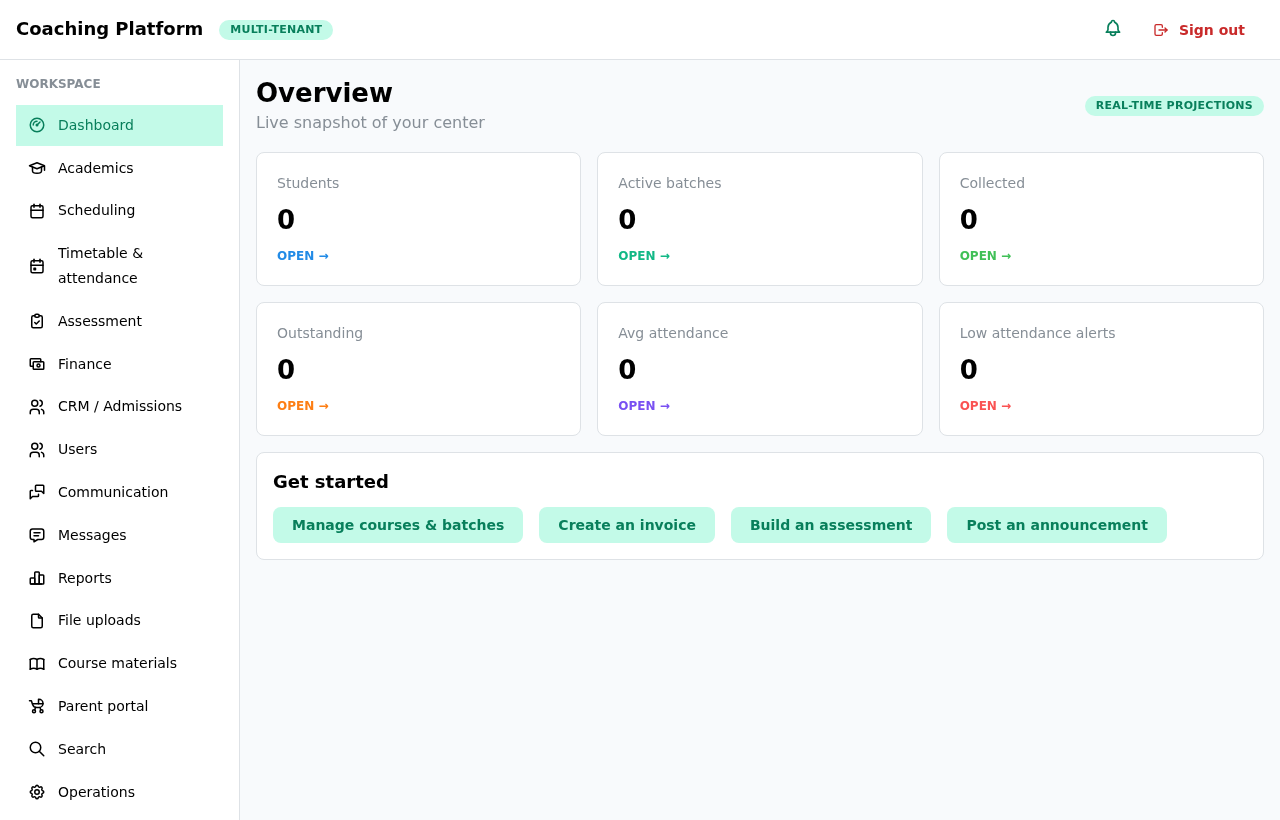 Coaching Platform
MULTI-TENANT
Sign out
WORKSPACE
Dashboard
Academics
Scheduling
Timetable &
attendance
Assessment
Finance
CRM / Admissions
Users
Communication
Messages
Reports
File uploads
Course materials
Parent portal
Search
Operations
Overview
Live snapshot of your center
REAL-TIME PROJECTIONS
Students
0
OPEN →
Active batches
0
OPEN →
Collected
0
OPEN →
Outstanding
0
OPEN →
Avg attendance
0
OPEN →
Low attendance alerts
0
OPEN →
Get started
Manage courses & batches
Create an invoice
Build an assessment
Post an announcement